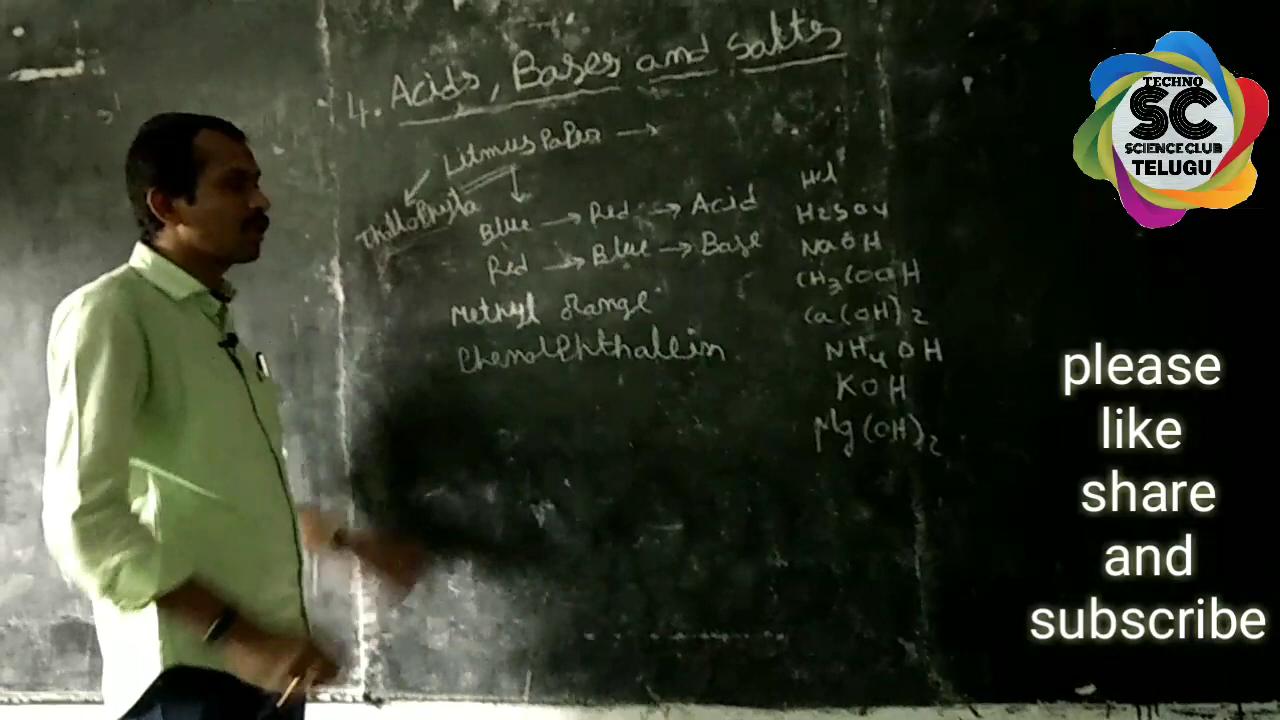 4. Acids, Bases and Salts
Litmus Paper →
Thallophyta
Blue → Red → Acid
Red → Blue → Base
Methyl Orange
Phenolphthalein
Hcl
H2SO4
NaOH
CH3COOH
Ca(OH)2
NH4OH
KOH
Mg(OH)2
TECHNO
SC
SCIENCE CLUB
TELUGU
please
like
share
and
subscribe